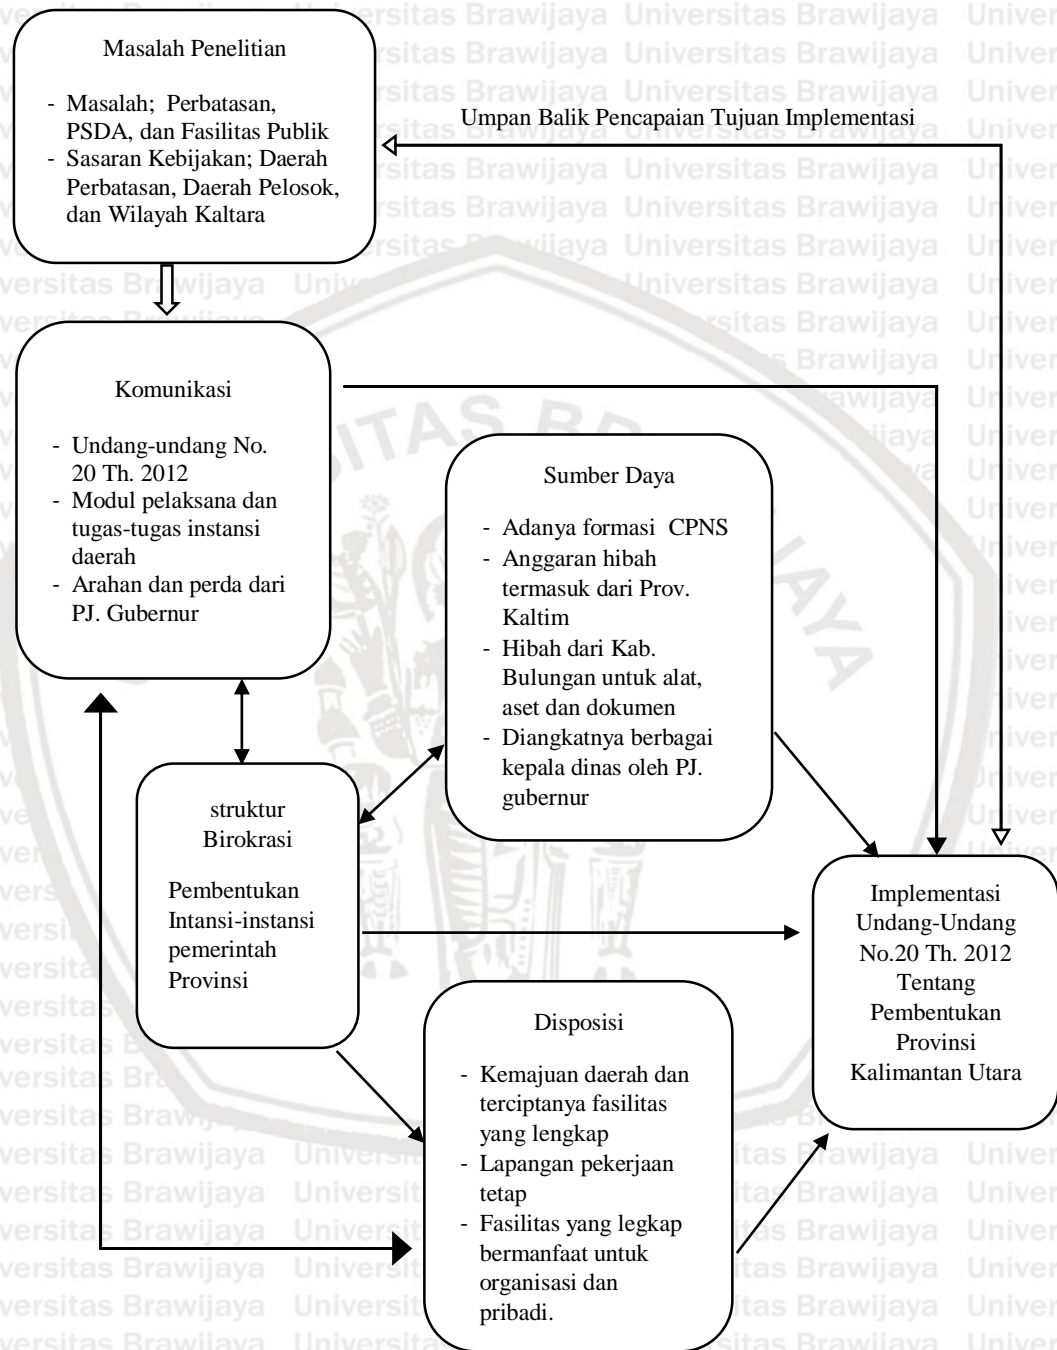 Masalah Penelitian
- Masalah; Perbatasan,
PSDA, dan Fasilitas Publik
- Sasaran Kebijakan; Daerah
Perbatasan, Daerah Pelosok,
dan Wilayah Kaltara
Umpan Balik Pencapaian Tujuan Implementasi
Komunikasi
- Undang-undang No.
20 Th. 2012
- Modul pelaksana dan
tugas-tugas instansi
daerah
- Arahan dan perda dari
PJ. Gubernur
Sumber Daya
- Adanya formasi CPNS
- Anggaran hibah
termasuk dari Prov.
Kaltim
- Hibah dari Kab.
Bulungan untuk alat,
aset dan dokumen
- Diangkatnya berbagai
kepala dinas oleh PJ.
gubernur
struktur
Birokrasi
Pembentukan
Intansi-instansi
pemerintah
Provinsi
Implementasi
Undang-Undang
No.20 Th. 2012
Tentang
Pembentukan
Provinsi
Kalimantan Utara
Disposisi
- Kemajuan daerah dan
terciptanya fasilitas
yang lengkap
- Lapangan pekerjaan
tetap
- Fasilitas yang legkap
bermanfaat untuk
organisasi dan
pribadi.